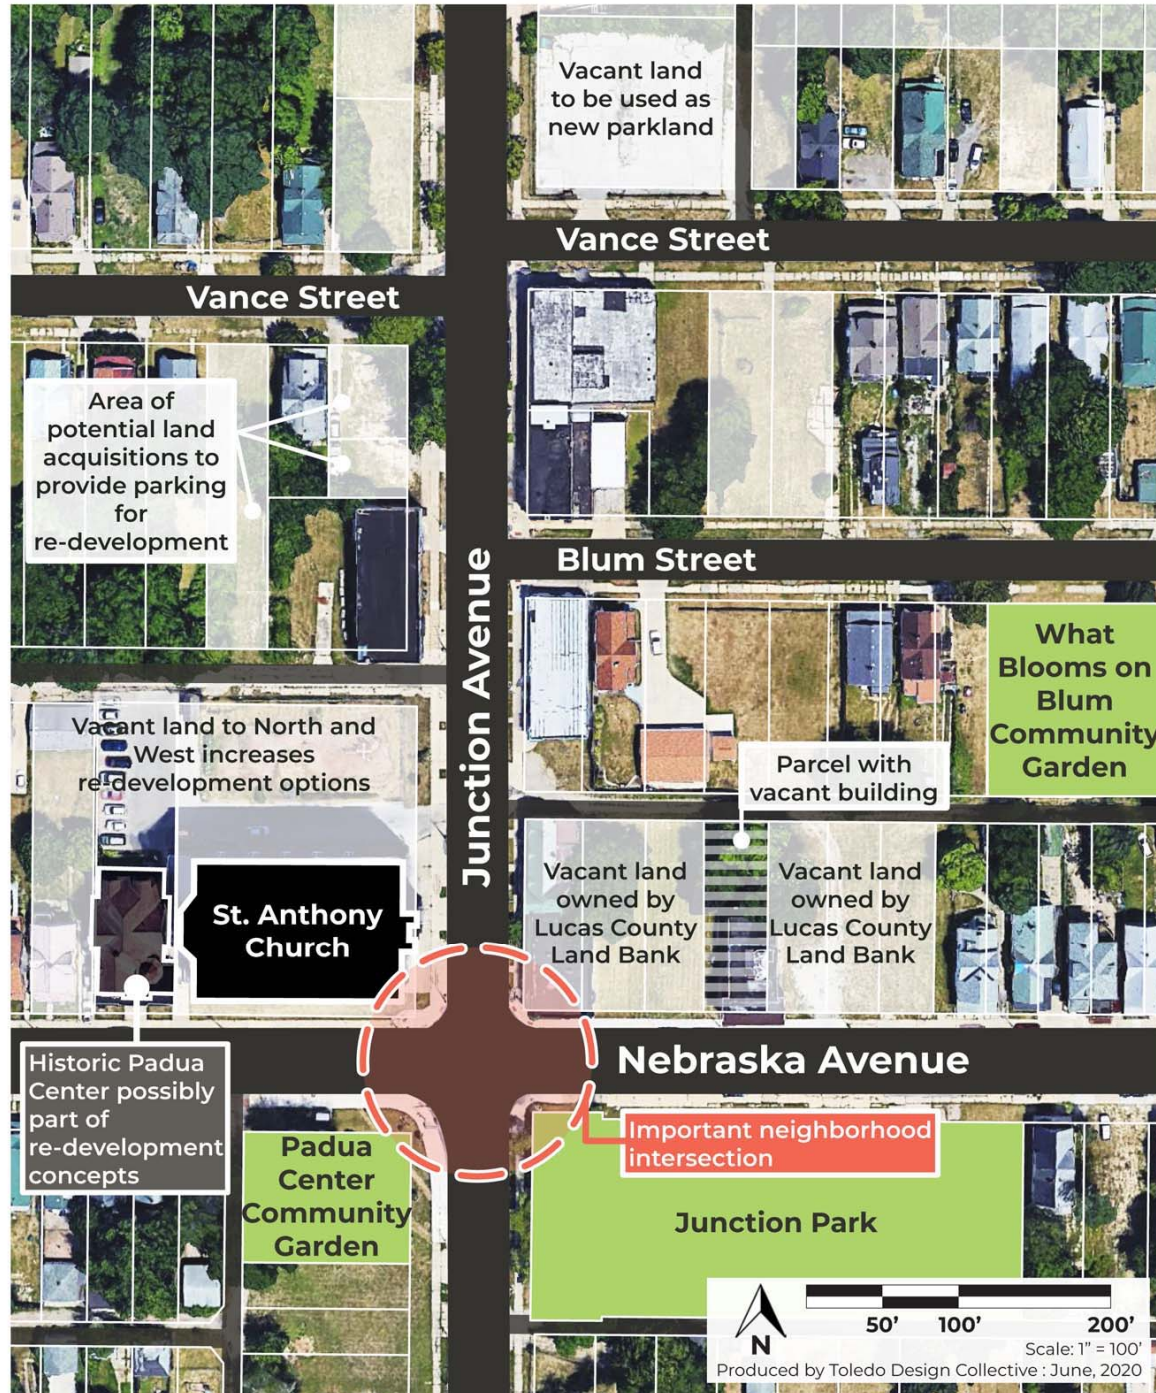 Vacant land
to be used as
new parkland
Vance Street
Vance Street
Area of
potential land
acquisitions to
provide parking
for
re-development
Blum Street
Junction Avenue
What
Blooms on
Blum
Community
Garden
Vacant land to North and
West increases
re-development options
Parcel with
vacant building
St. Anthony
Church
Vacant land
owned by
Lucas County
Land Bank
Vacant land
owned by
Lucas County
Land Bank
Nebraska Avenue
Historic Padua
Center possibly
part of
re-development
concepts
Important neighborhood
intersection
Padua
Center
Community
Garden
Junction Park
N
50' 100' 200'
Scale: 1" = 100'
Produced by Toledo Design Collective : June, 2020